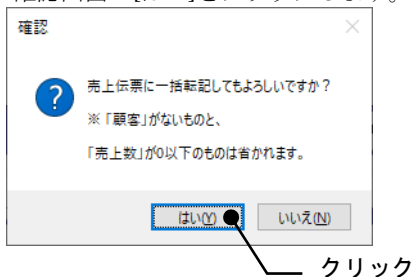 確認
売上伝票に一括転記してもよろしいですか？
※「顧客」がないものと、
「売上数」が0以下のものは省かれます。
はい(Y)
いいえ(N)
クリック